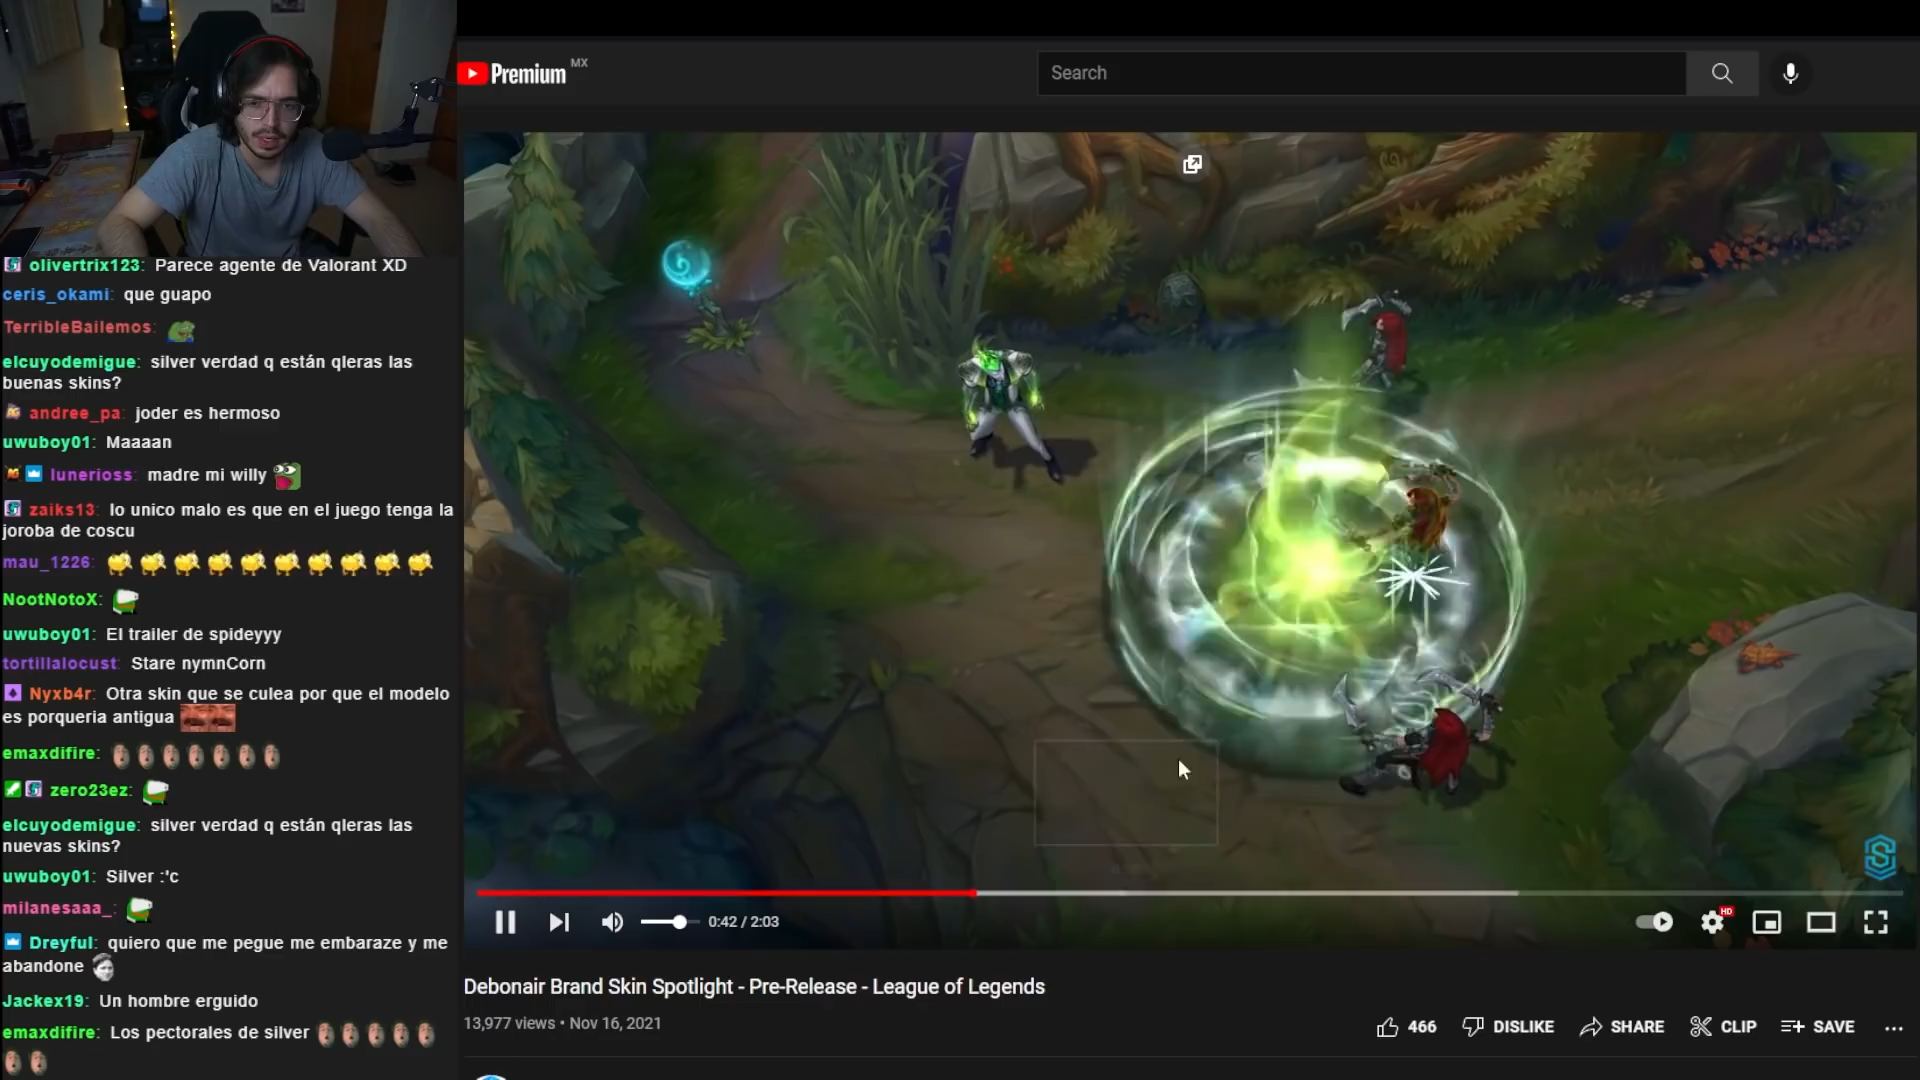 Premium MX
Search
olivertrix123: Parece agente de Valorant XD
ceris_okami: que guapo
TerribleBailemos:
elcuyodemigue: silver verdad q están qleras las
buenas skins?
andree_pa: joder es hermoso
uwuboy01: Maaaan
lunerioss: madre mi willy
zaiks13: lo unico malo es que en el juego tenga la
joroba de coscu
mau_1226:
NootNotoX:
uwuboy01: El trailer de spideyyy
tortillalocust: Stare nymnCorn
Nyxb4r: Otra skin que se culea por que el modelo
es porqueria antigua
emaxdifire:
zero23ez:
elcuyodemigue: silver verdad q están qleras las
nuevas skins?
uwuboy01: Silver :'c
milanesaaa_:
Dreyful: quiero que me pegue me embaraze y me
abandone
Jackex19: Un hombre erguido
emaxdifire: Los pectorales de silver
0:42 / 2:03
HD
Debonair Brand Skin Spotlight - Pre-Release - League of Legends
13,977 views • Nov 16, 2021
466 DISLIKE SHARE CLIP SAVE ...